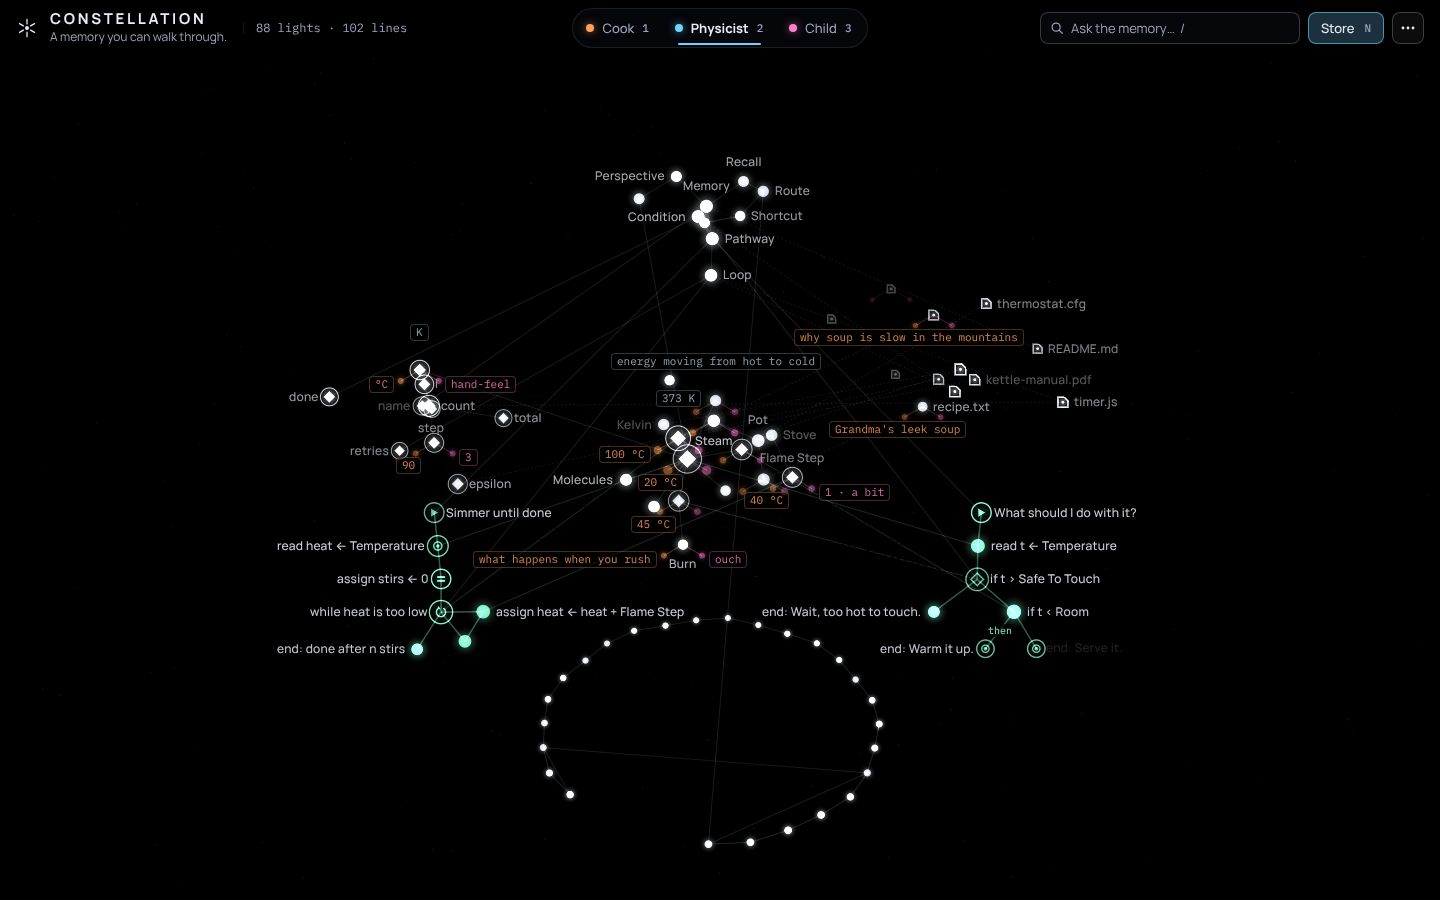 CONSTELLATION
A memory you can walk through.
88 lights · 102 lines
Cook 1
Physicist 2
Child 3
Ask the memory... /
Store N
Recall
Perspective
Memory
Route
Condition
Shortcut
Pathway
Loop
thermostat.cfg
K
why soup is slow in the mountains
README.md
energy moving from hot to cold
°C
hand-feel
kettle-manual.pdf
done
373 K
name
count
recipe.txt
timer.js
total
Pot
Kelvin
step
Grandma's leek soup
Steam
Stove
retries
100 °C
Flame Step
90
3
Molecules
20 °C
epsilon
1 · a bit
40 °C
Simmer until done
45 °C
What should I do with it?
read heat ← Temperature
read t ← Temperature
what happens when you rush
ouch
Burn
assign stirs ← 0
if t > Safe To Touch
while heat is too low
assign heat ← heat + Flame Step
end: Wait, too hot to touch.
if t < Room
then
end: done after n stirs
end: Warm it up.
end: Serve it.